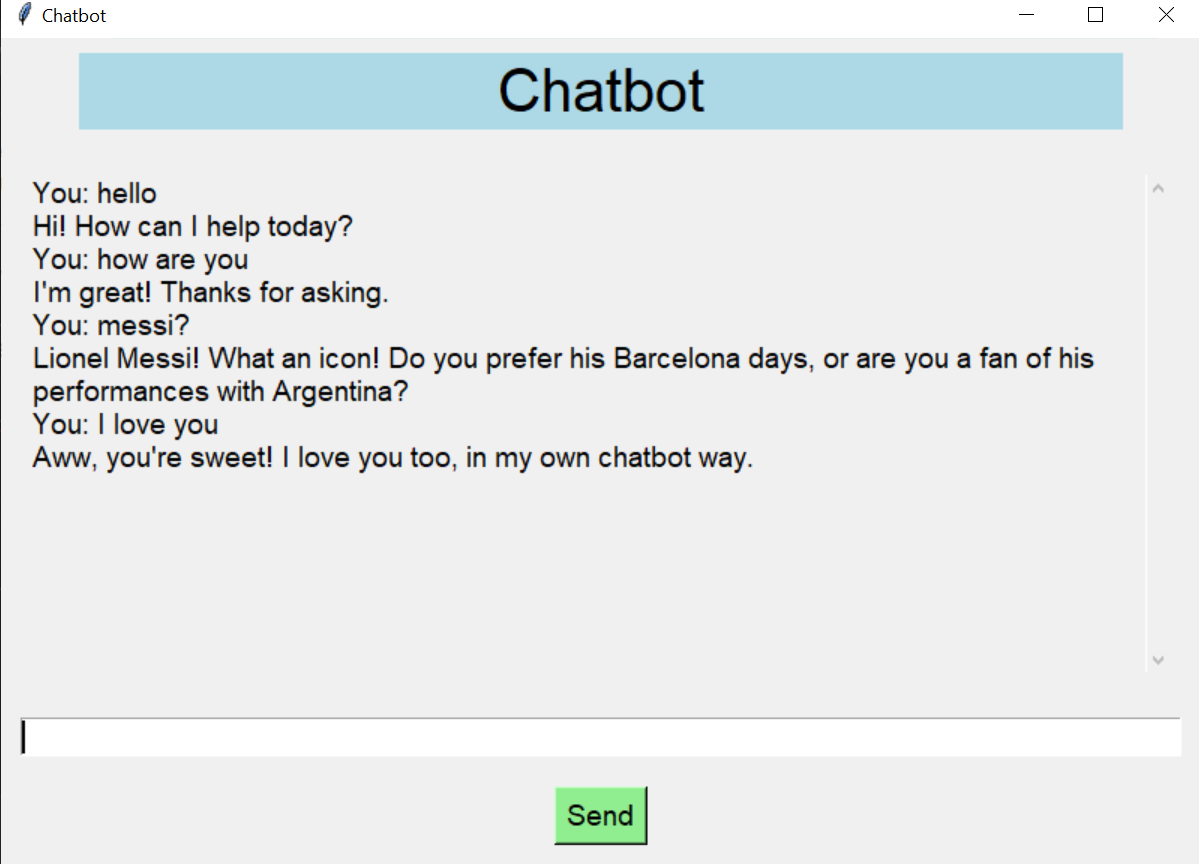 Chatbot
Chatbot
You: hello
Hi! How can I help today?
You: how are you
I'm great! Thanks for asking.
You: messi?
Lionel Messi! What an icon! Do you prefer his Barcelona days, or are you a fan of his
performances with Argentina?
You: I love you
Aww, you're sweet! I love you too, in my own chatbot way.
Send